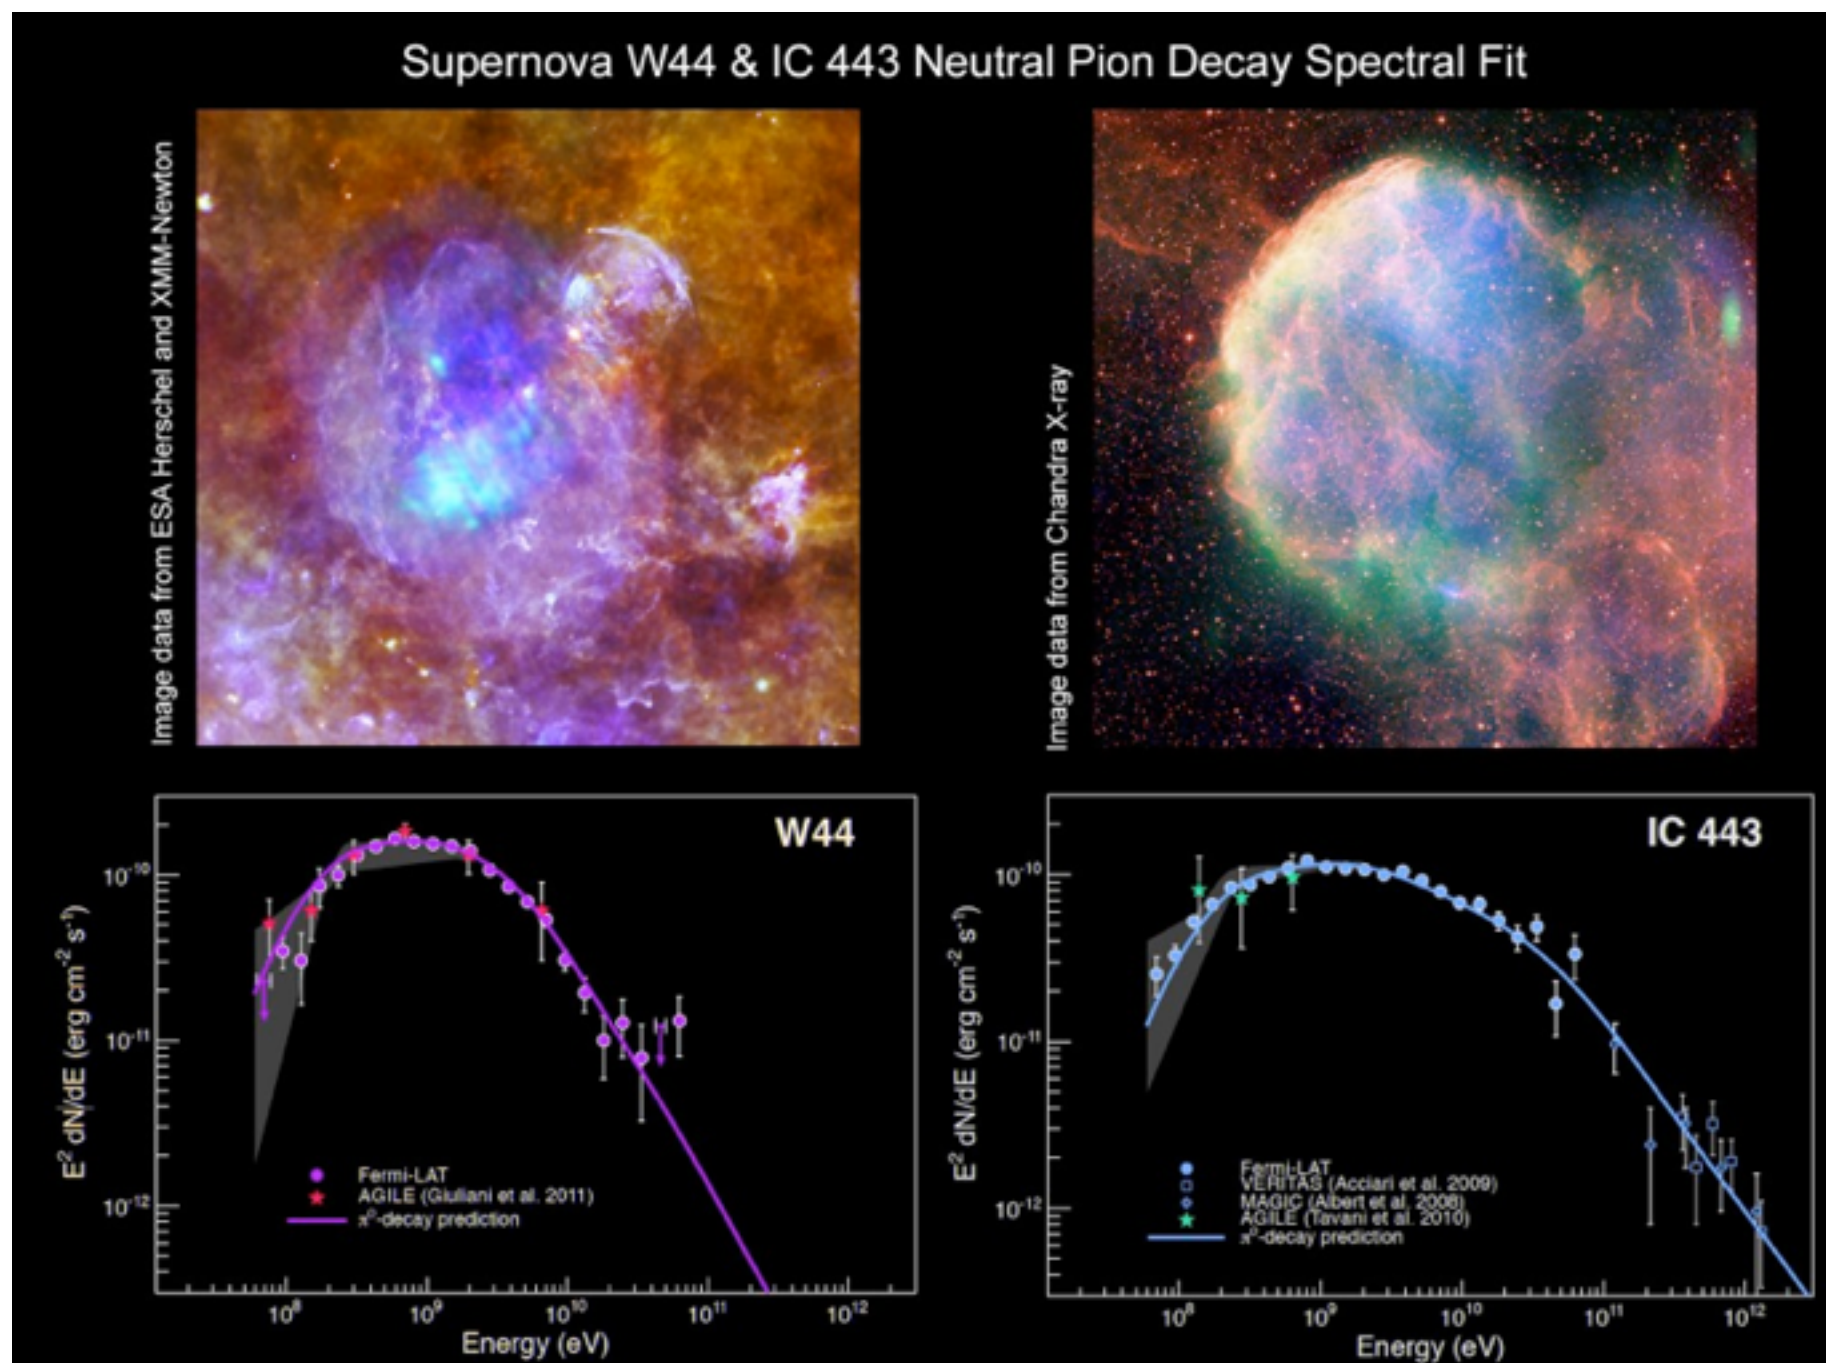 Supernova W44 & IC 443 Neutral Pion Decay Spectral Fit
Image data from ESA Herschel and XMM-Newton
Image data from Chandra X-ray
W44
E² dN/dE (erg cm⁻² s⁻¹)
10⁻¹⁰
10⁻¹¹
10⁻¹²
Fermi-LAT
AGILE (Giuliani et al. 2011)
π⁰-decay prediction
10⁸ 10⁹ 10¹⁰ 10¹¹ 10¹²
Energy (eV)
IC 443
E² dN/dE (erg cm⁻² s⁻¹)
10⁻¹⁰
10⁻¹¹
10⁻¹²
Fermi-LAT
VERITAS (Acciari et al. 2009)
MAGIC (Albert et al. 2008)
AGILE (Tavani et al. 2010)
π⁰-decay prediction
10⁸ 10⁹ 10¹⁰ 10¹¹ 10¹²
Energy (eV)